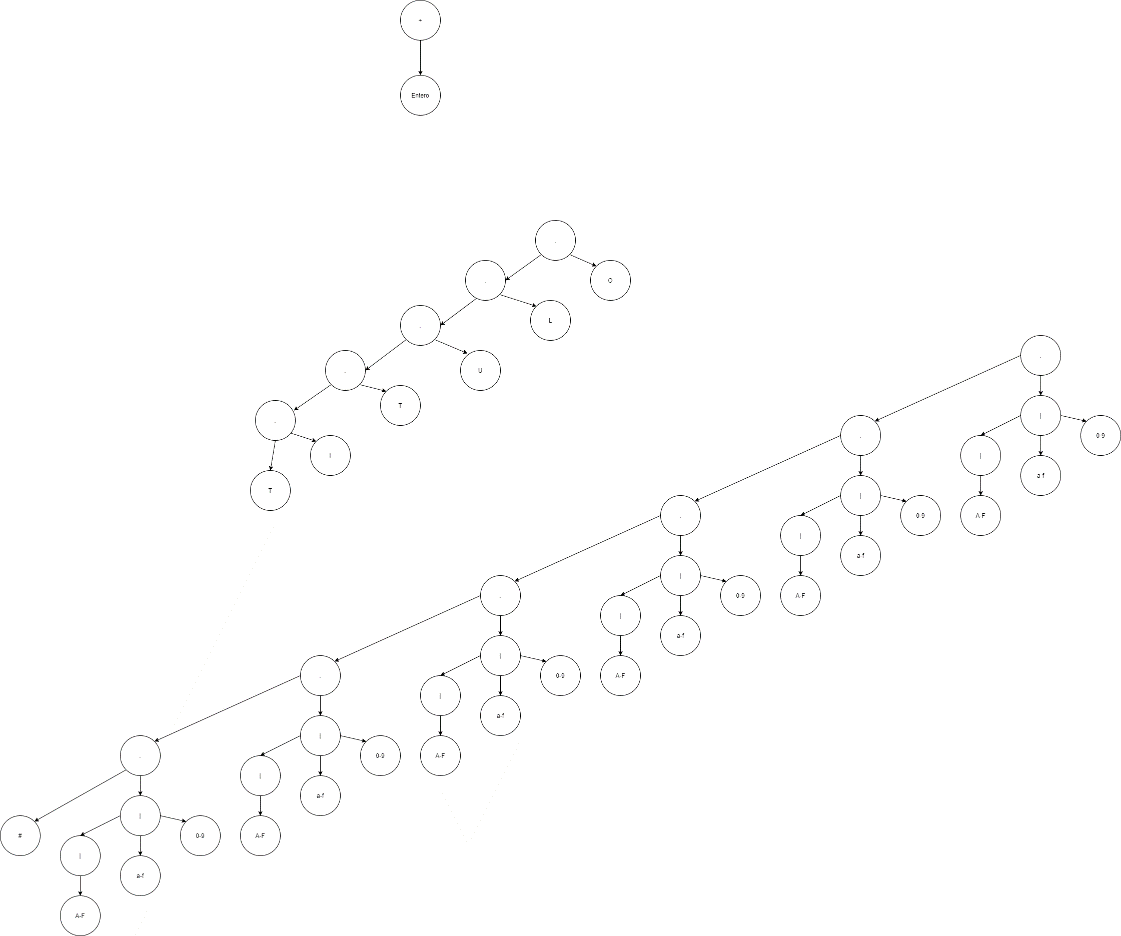 +
Entero
.
.
O
.
L
.
U
.
T
I
T
.
.
|
0-9
|
a-f
A-F
.
|
0-9
|
a-f
A-F
.
|
0-9
|
a-f
A-F
.
|
0-9
|
a-f
A-F
.
|
0-9
|
a-f
A-F
.
#
|
0-9
|
a-f
A-F